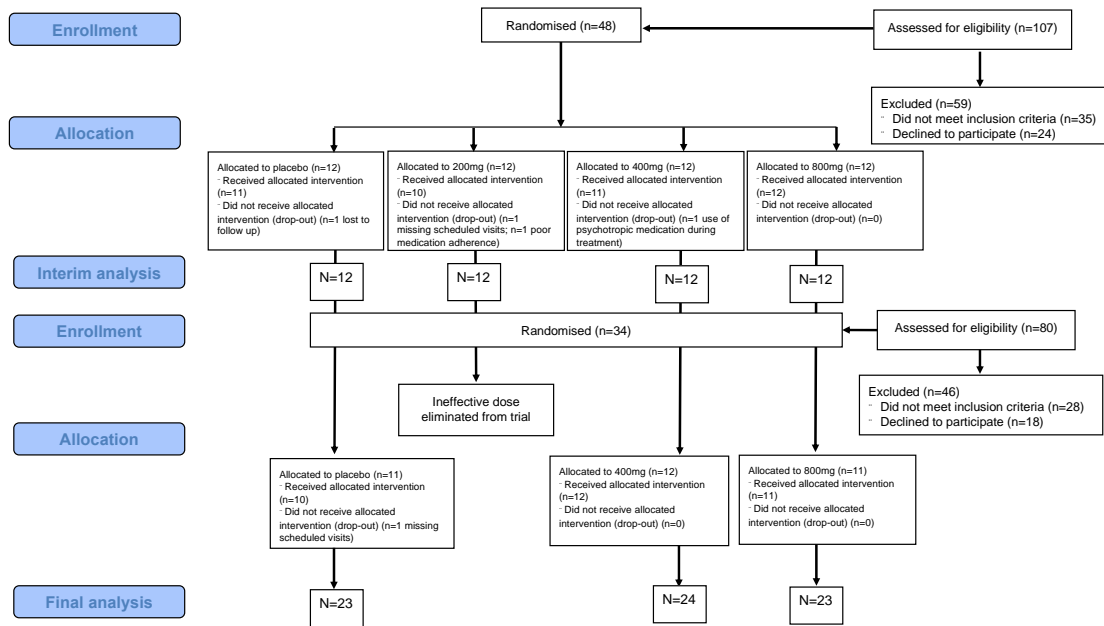 Enrollment
Randomised (n=48)
Assessed for eligibility (n=107)
Excluded (n=59)
¨ Did not meet inclusion criteria (n=35)
¨ Declined to participate (n=24)
Allocation
Allocated to placebo (n=12)
¨ Received allocated intervention
(n=11)
¨ Did not receive allocated
intervention (drop-out) (n=1 lost to
follow up)
Allocated to 200mg (n=12)
¨ Received allocated intervention
(n=10)
¨ Did not receive allocated
intervention (drop-out) (n=1
missing scheduled visits; n=1 poor
medication adherence)
Allocated to 400mg (n=12)
¨ Received allocated intervention
(n=11)
¨ Did not receive allocated
intervention (drop-out) (n=1 use of
psychotropic medication during
treatment)
Allocated to 800mg (n=12)
¨ Received allocated intervention
(n=12)
¨ Did not receive allocated
intervention (drop-out) (n=0)
Interim analysis
N=12
N=12
N=12
N=12
Enrollment
Randomised (n=34)
Assessed for eligibility (n=80)
Ineffective dose
eliminated from trial
Excluded (n=46)
¨ Did not meet inclusion criteria (n=28)
¨ Declined to participate (n=18)
Allocation
Allocated to placebo (n=11)
¨ Received allocated intervention
(n=10)
¨ Did not receive allocated
intervention (drop-out) (n=1 missing
scheduled visits)
Allocated to 400mg (n=12)
¨ Received allocated intervention
(n=12)
¨ Did not receive allocated
intervention (drop-out) (n=0)
Allocated to 800mg (n=11)
¨ Received allocated intervention
(n=11)
¨ Did not receive allocated
intervention (drop-out) (n=0)
Final analysis
N=23
N=24
N=23